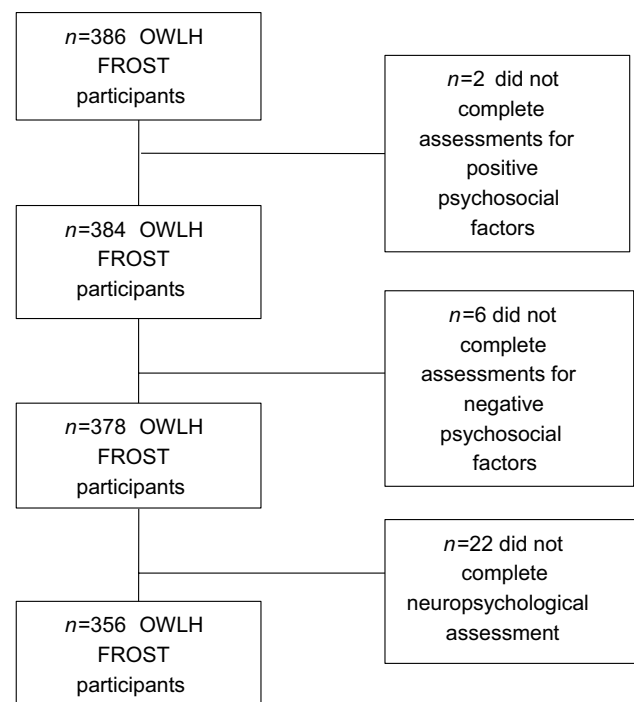 n=386 OWLH
FROST
participants
n=2 did not
complete
assessments for
positive
psychosocial
factors
n=384 OWLH
FROST
participants
n=6 did not
complete
assessments for
negative
psychosocial
factors
n=378 OWLH
FROST
participants
n=22 did not
complete
neuropsychological
assessment
n=356 OWLH
FROST
participants